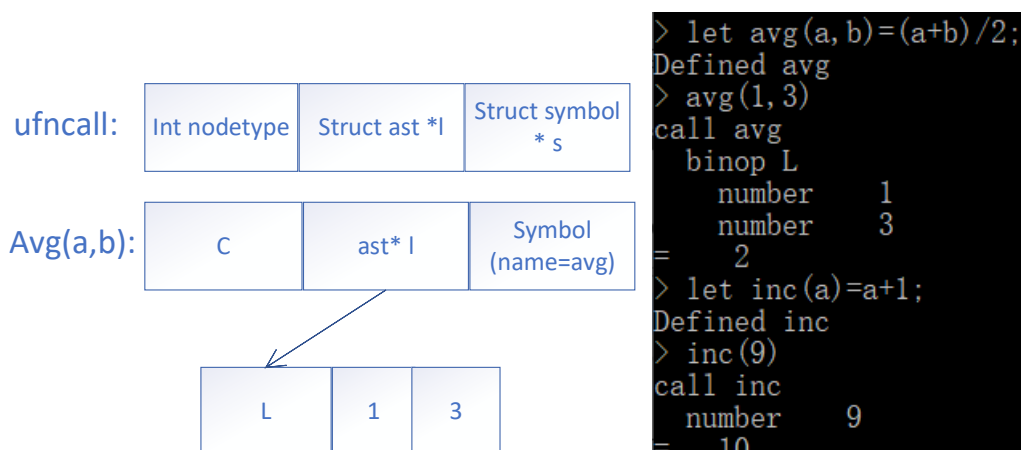 ufncall:
Int nodetype
Struct ast *l
Struct symbol
* s
Avg(a,b):
C
ast* l
Symbol
(name=avg)
L
1
3
> let avg(a,b)=(a+b)/2;
Defined avg
> avg(1,3)
call avg
binop L
number 1
number 3
= 2
> let inc(a)=a+1;
Defined inc
> inc(9)
call inc
number 9
= 10